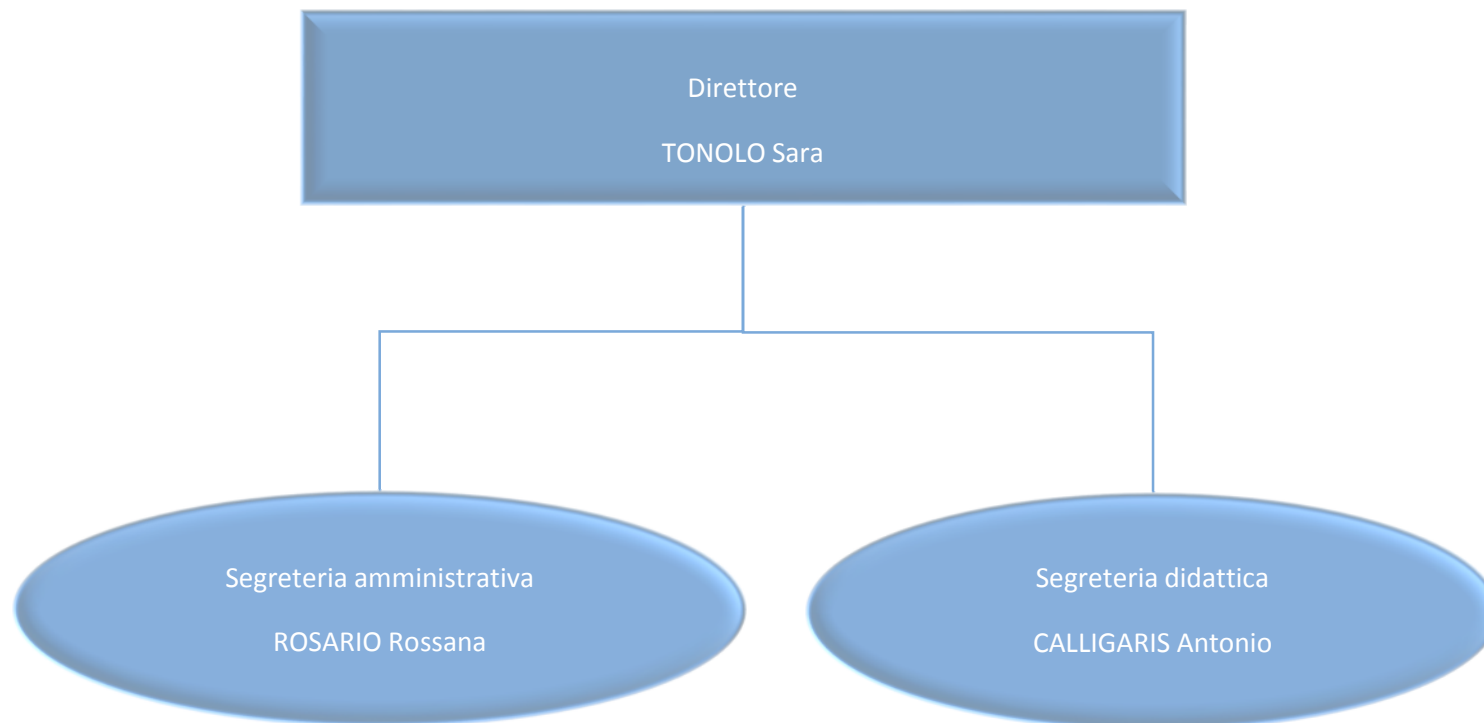 Direttore
TONOLO Sara
Segreteria amministrativa
ROSARIO Rossana
Segreteria didattica
CALLIGARIS Antonio